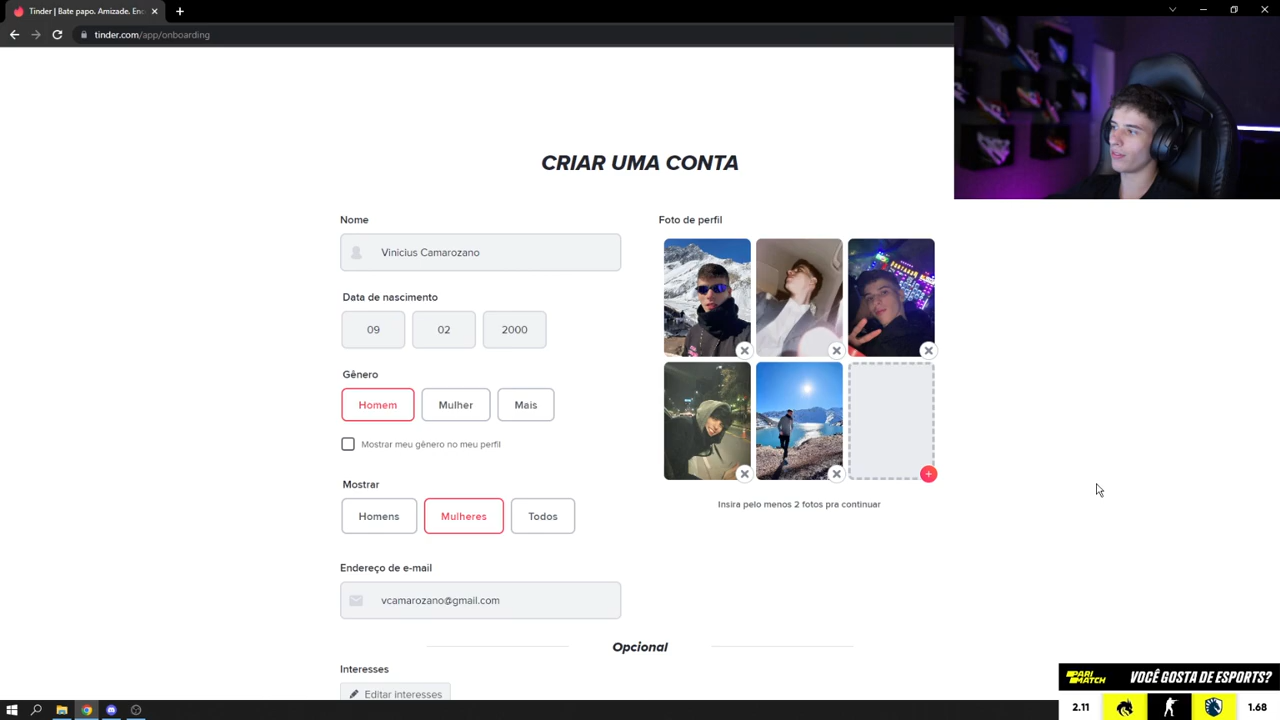 Tinder | Bate papo. Amizade. Enc
tinder.com/app/onboarding
CRIAR UMA CONTA
Nome
Vinicius Camarozano
Data de nascimento
09 02 2000
Gênero
Homem Mulher Mais
Mostrar meu gênero no meu perfil
Mostrar
Homens Mulheres Todos
Endereço de e-mail
vcamarozano@gmail.com
Foto de perfil
Insira pelo menos 2 fotos pra continuar
Opcional
Interesses
Editar interesses
PARI MATCH
VOCÊ GOSTA DE ESPORTS?
2.11 1.68